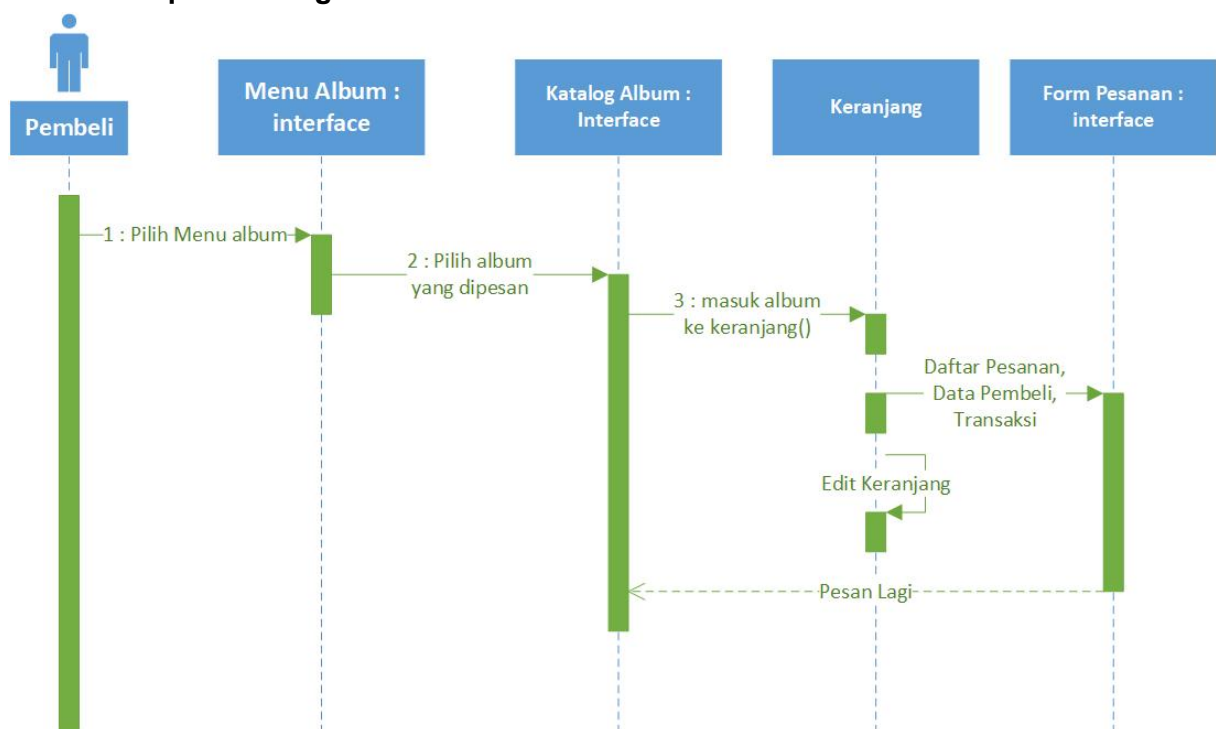 Pembeli
Menu Album :
interface
Katalog Album :
Interface
Keranjang
Form Pesanan :
interface
1 : Pilih Menu album
2 : Pilih album
yang dipesan
3 : masuk album
ke keranjang()
Daftar Pesanan,
Data Pembeli,
Transaksi
Edit Keranjang
Pesan Lagi